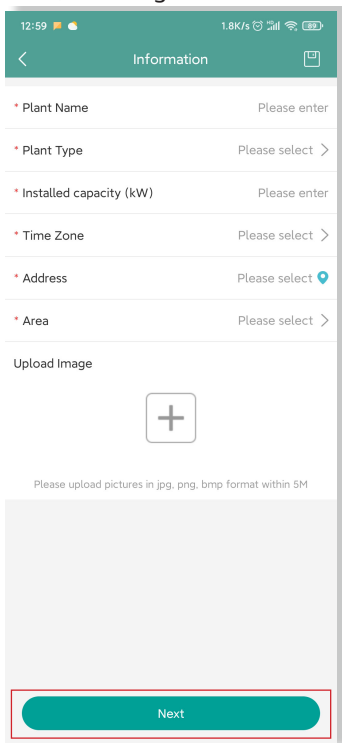 12:59 1.8K/s 89
Information
* Plant Name Please enter
* Plant Type Please select
* Installed capacity (kW) Please enter
* Time Zone Please select
* Address Please select
* Area Please select
Upload Image
Please upload pictures in jpg, png, bmp format within 5M
Next